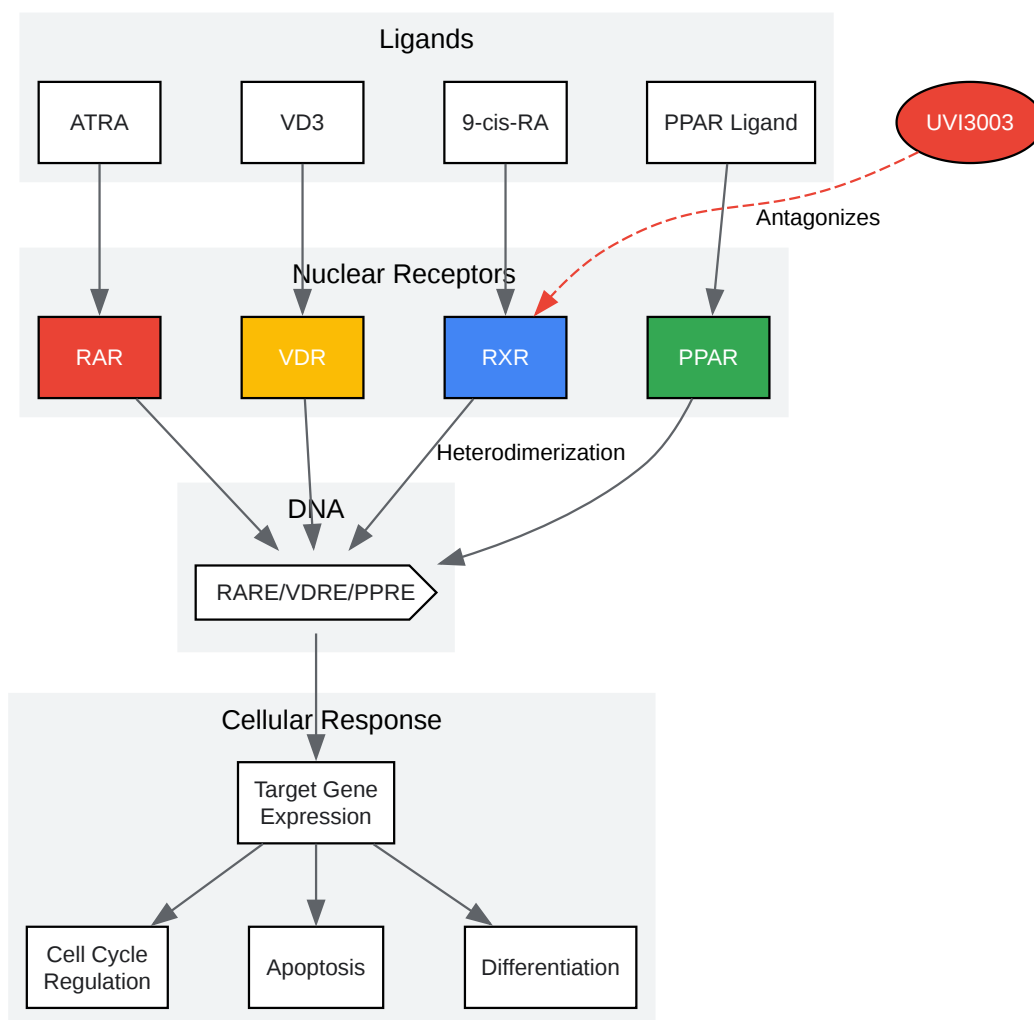 Ligands
ATRA
VD3
9-cis-RA
PPAR Ligand
UVI3003
Antagonizes
Nuclear Receptors
RAR
VDR
RXR
PPAR
Heterodimerization
DNA
RARE/VDRE/PPRE
Cellular Response
Target Gene
Expression
Cell Cycle
Regulation
Apoptosis
Differentiation